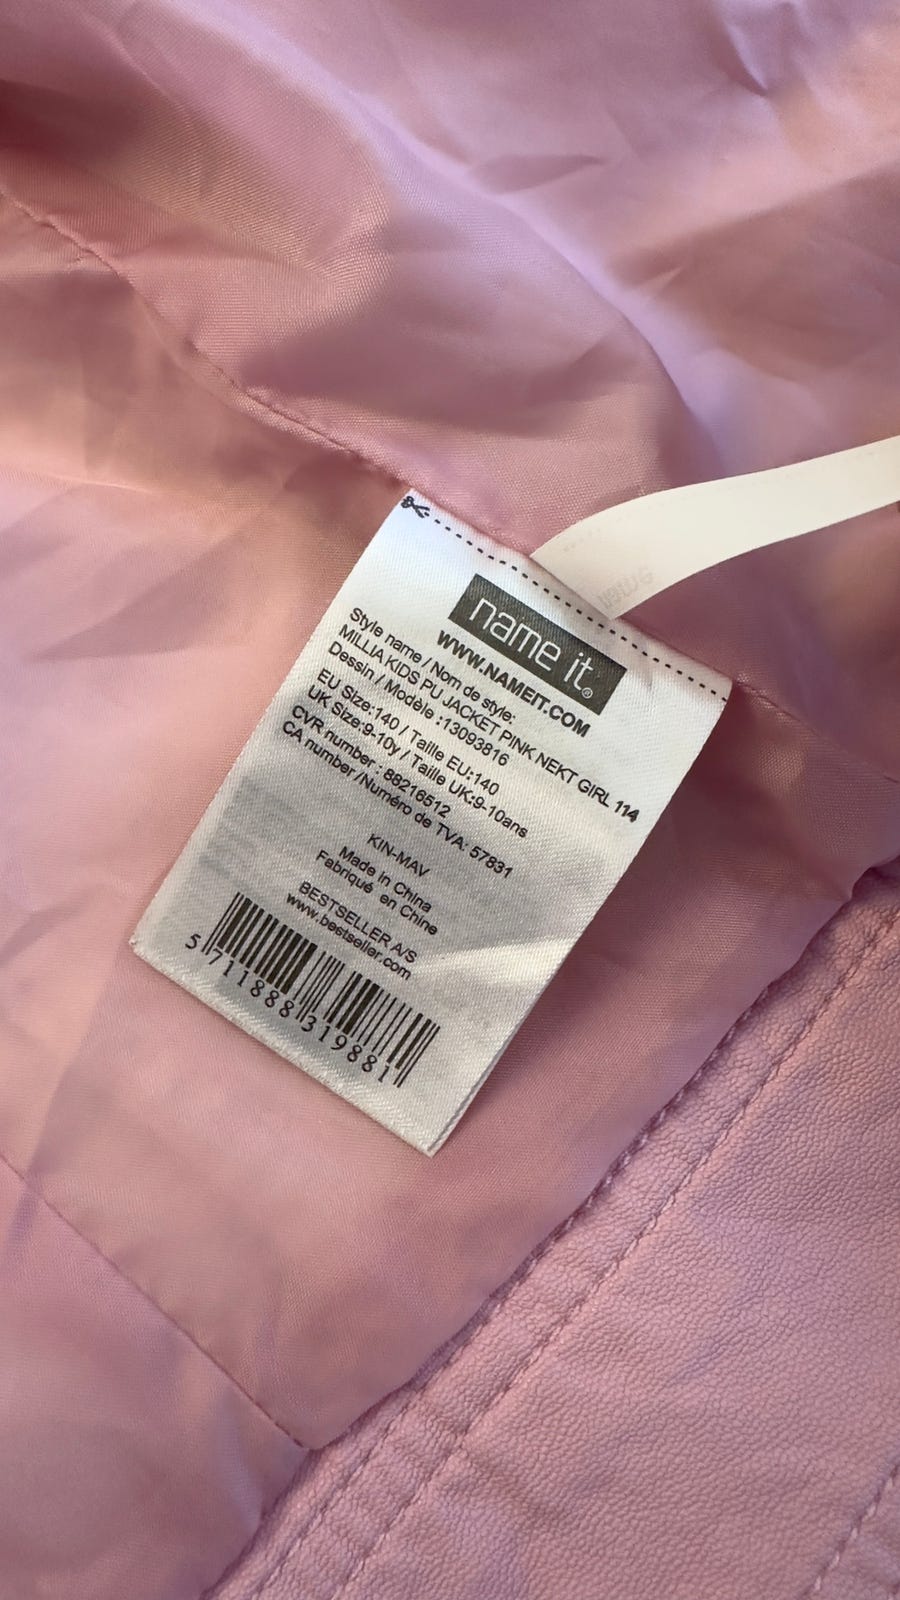 name it®
WWW.NAMEIT.COM
Style name / Nom de style:
MILLIA KIDS PU JACKET PINK NEKT GIRL 114
Dessin / Modèle :13093816
EU Size:140 / Taille EU:140
UK Size:9-10y / Taille UK:9-10ans
CVR number : 88216512
CA number /Numéro de TVA: 57831
KIN-MAV
Made in China
Fabriqué en Chine
BESTSELLER A/S
www.bestseller.com
5 711888 319881
name